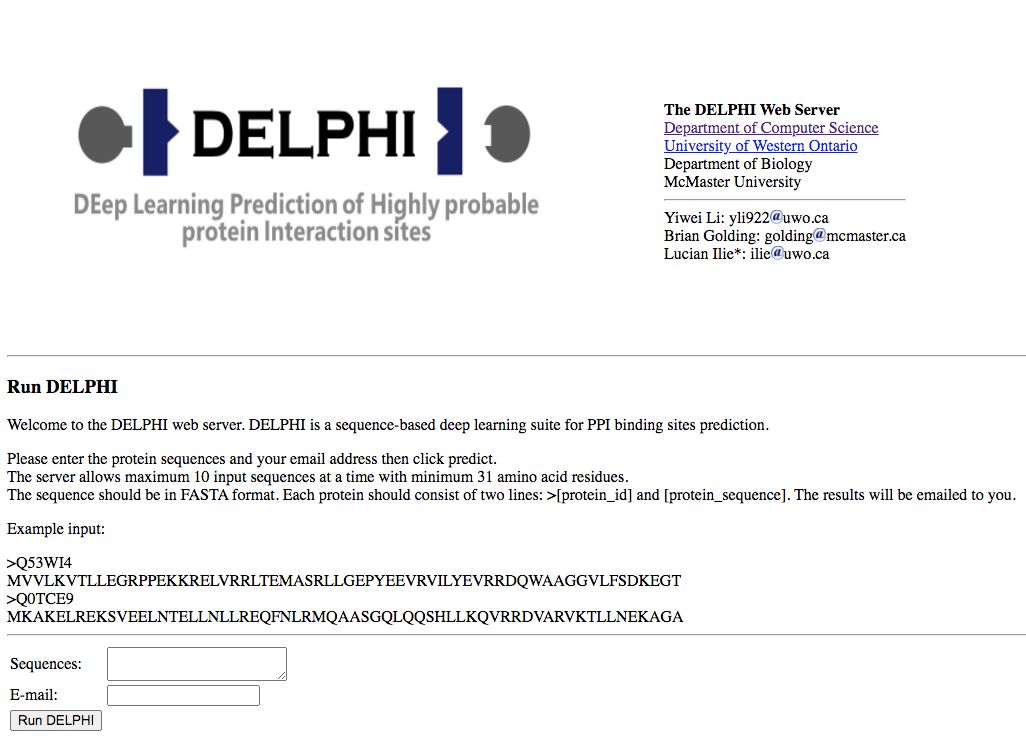 DELPHI
DEep Learning Prediction of Highly probable
protein Interaction sites
The DELPHI Web Server
Department of Computer Science
University of Western Ontario
Department of Biology
McMaster University
Yiwei Li: yli922@uwo.ca
Brian Golding: golding@mcmaster.ca
Lucian Ilie*: ilie@uwo.ca
Run DELPHI
Welcome to the DELPHI web server. DELPHI is a sequence-based deep learning suite for PPI binding sites prediction.
Please enter the protein sequences and your email address then click predict.
The server allows maximum 10 input sequences at a time with minimum 31 amino acid residues.
The sequence should be in FASTA format. Each protein should consist of two lines: >[protein_id] and [protein_sequence]. The results will be emailed to you.
Example input:
>Q53WI4
MVVLKVTLLEGRPPEKKRELVRRLTEMASRLLGEPYEEVRVILYEVRRDQWAAGGVLFSDKEGT
>Q0TCE9
MKAKELREKSVEELNTELLNLLREQFNLRMQAASGQLQQSHLLKQVRRDVARVKTLLNEKAGA
Sequences:
E-mail:
Run DELPHI